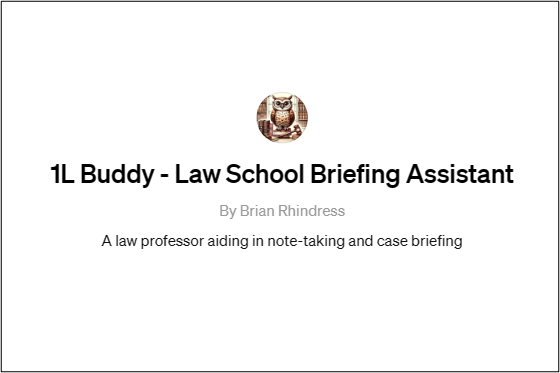 1L Buddy - Law School Briefing Assistant
By Brian Rhindress
A law professor aiding in note-taking and case briefing